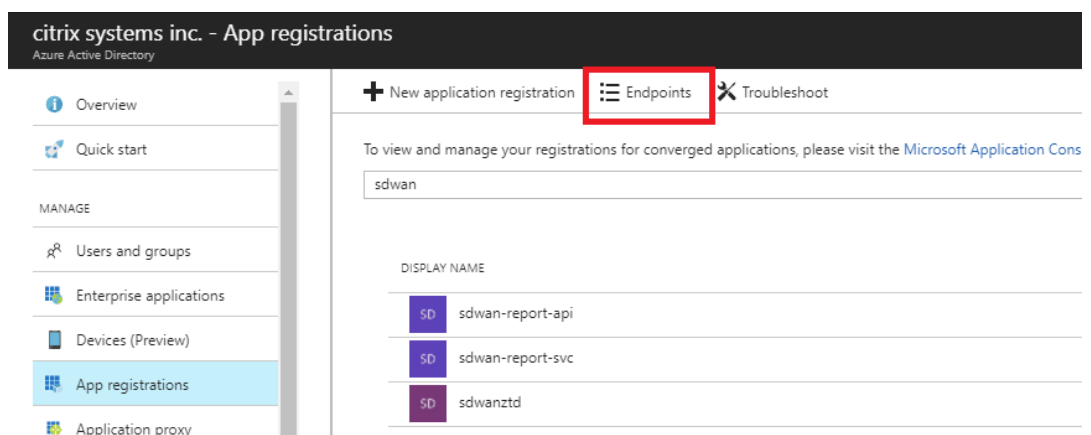 citrix systems inc. - App registrations
Azure Active Directory
Overview
Quick start
MANAGE
Users and groups
Enterprise applications
Devices (Preview)
App registrations
Application proxy
New application registration Endpoints Troubleshoot
To view and manage your registrations for converged applications, please visit the Microsoft Application Cons
sdwan
DISPLAY NAME
SD sdwan-report-api
SD sdwan-report-svc
SD sdwanztd